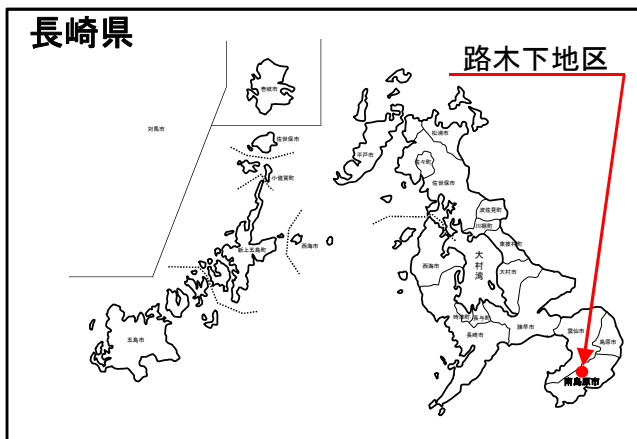 長崎県
路木下地区
壱岐市
対馬市
佐世保市
小値賀町
新上五島町
西海市
五島市
平戸市
松浦市
佐々町
佐世保市
波佐見町
川棚町
東彼杵町
西海市
大村湾
大村市
時津町
長与町
長崎市
諫早市
雲仙市
島原市
南島原市